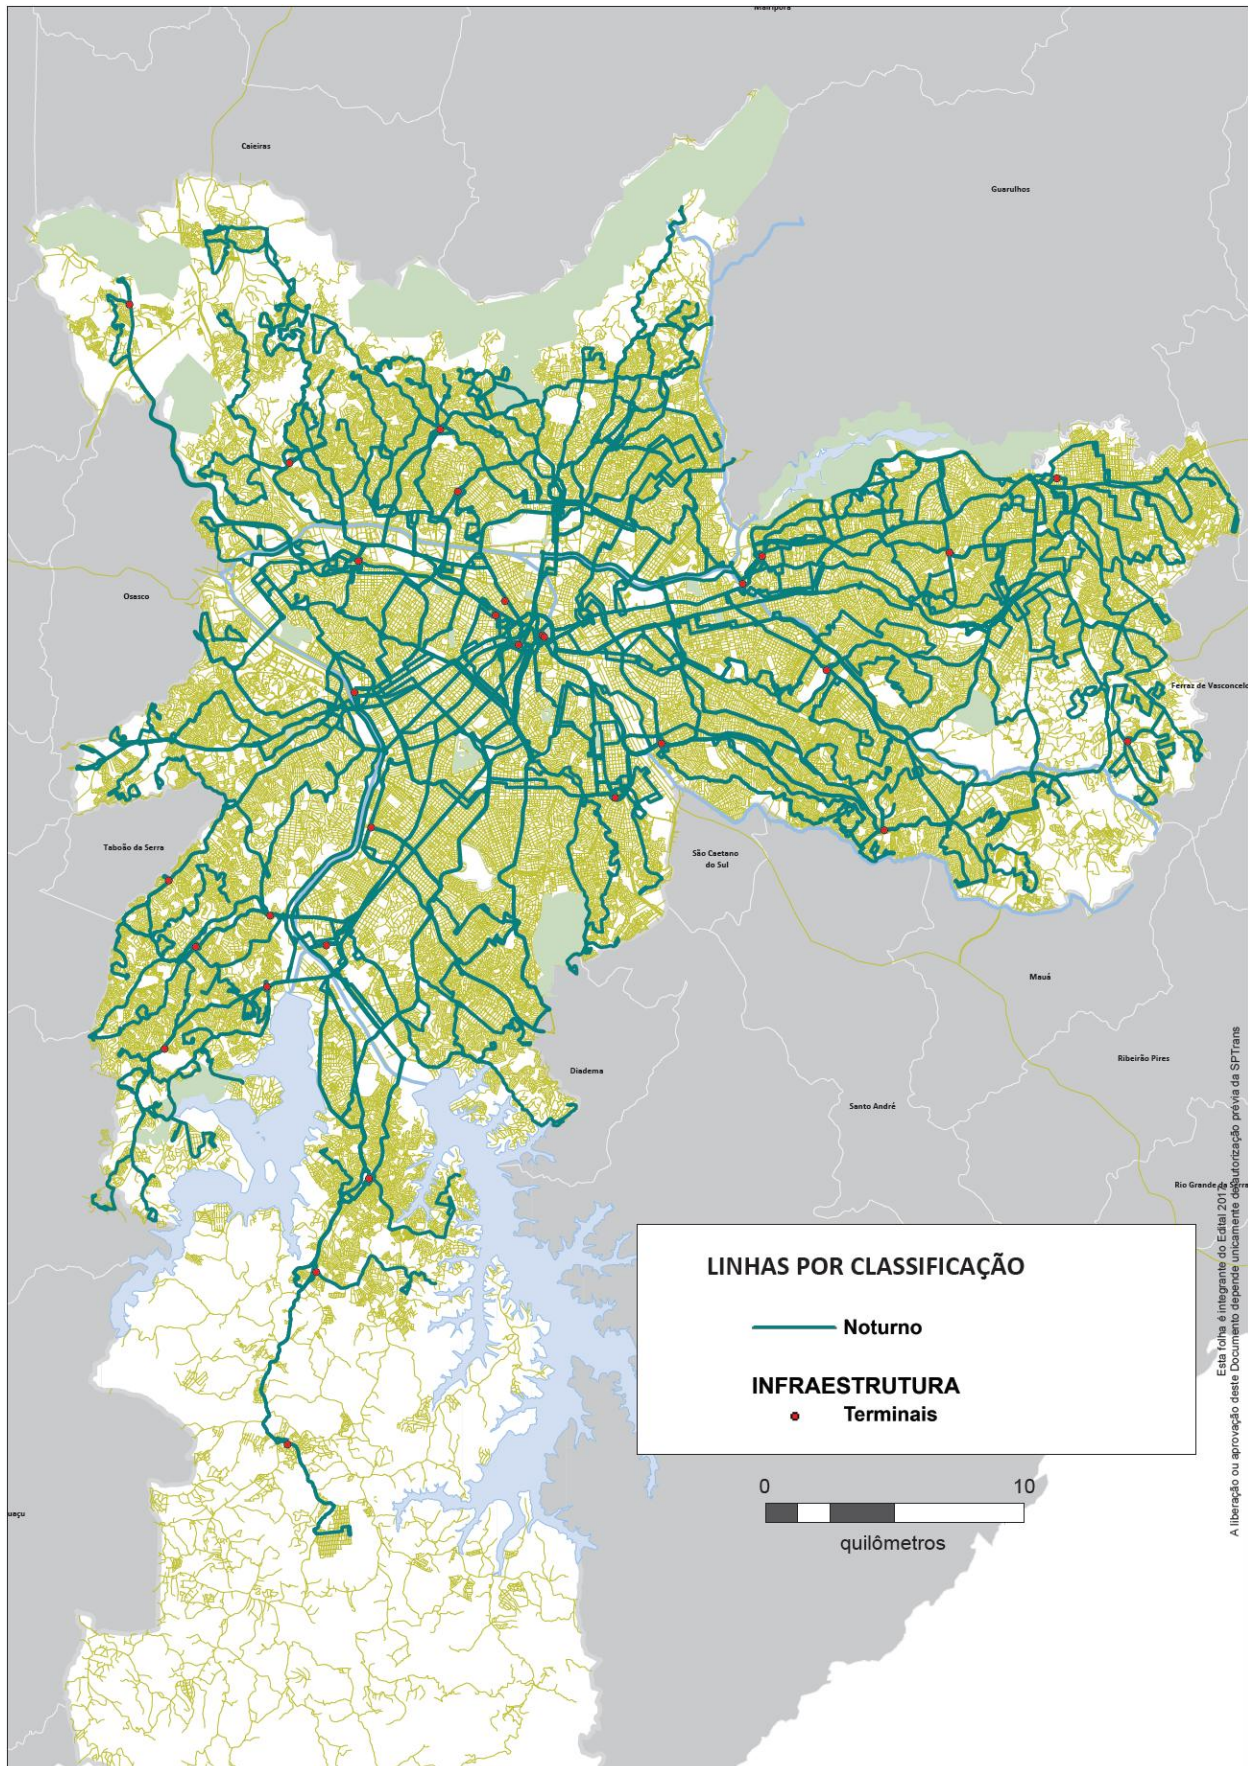 Mairiporã
Caieiras
Guarulhos
Osasco
Ferraz de Vasconcelo
Taboão da Serra
São Caetano
do Sul
Mauá
Diadema
Ribeirão Pires
Santo André
Rio Grande da Serra
LINHAS POR CLASSIFICAÇÃO
Noturno
INFRAESTRUTURA
Terminais
0 10
quilômetros
uaçu
Esta folha é integrante do Edital 2017.
A liberação ou aprovação deste Documento depende unicamente de autorização prévia da SPTrans